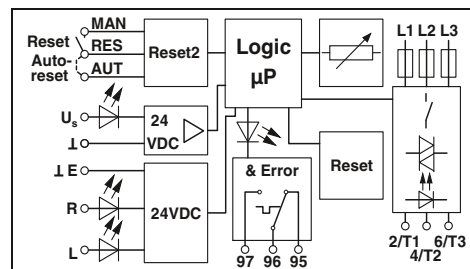 MAN
Reset
RES
Auto-
reset
AUT
Reset2
Logic
µP
L1 L2 L3
Us
24
VDC
⊥
⊥ E
R
L
24VDC
& Error
Reset
97 96 95
2/T1 6/T3
4/T2